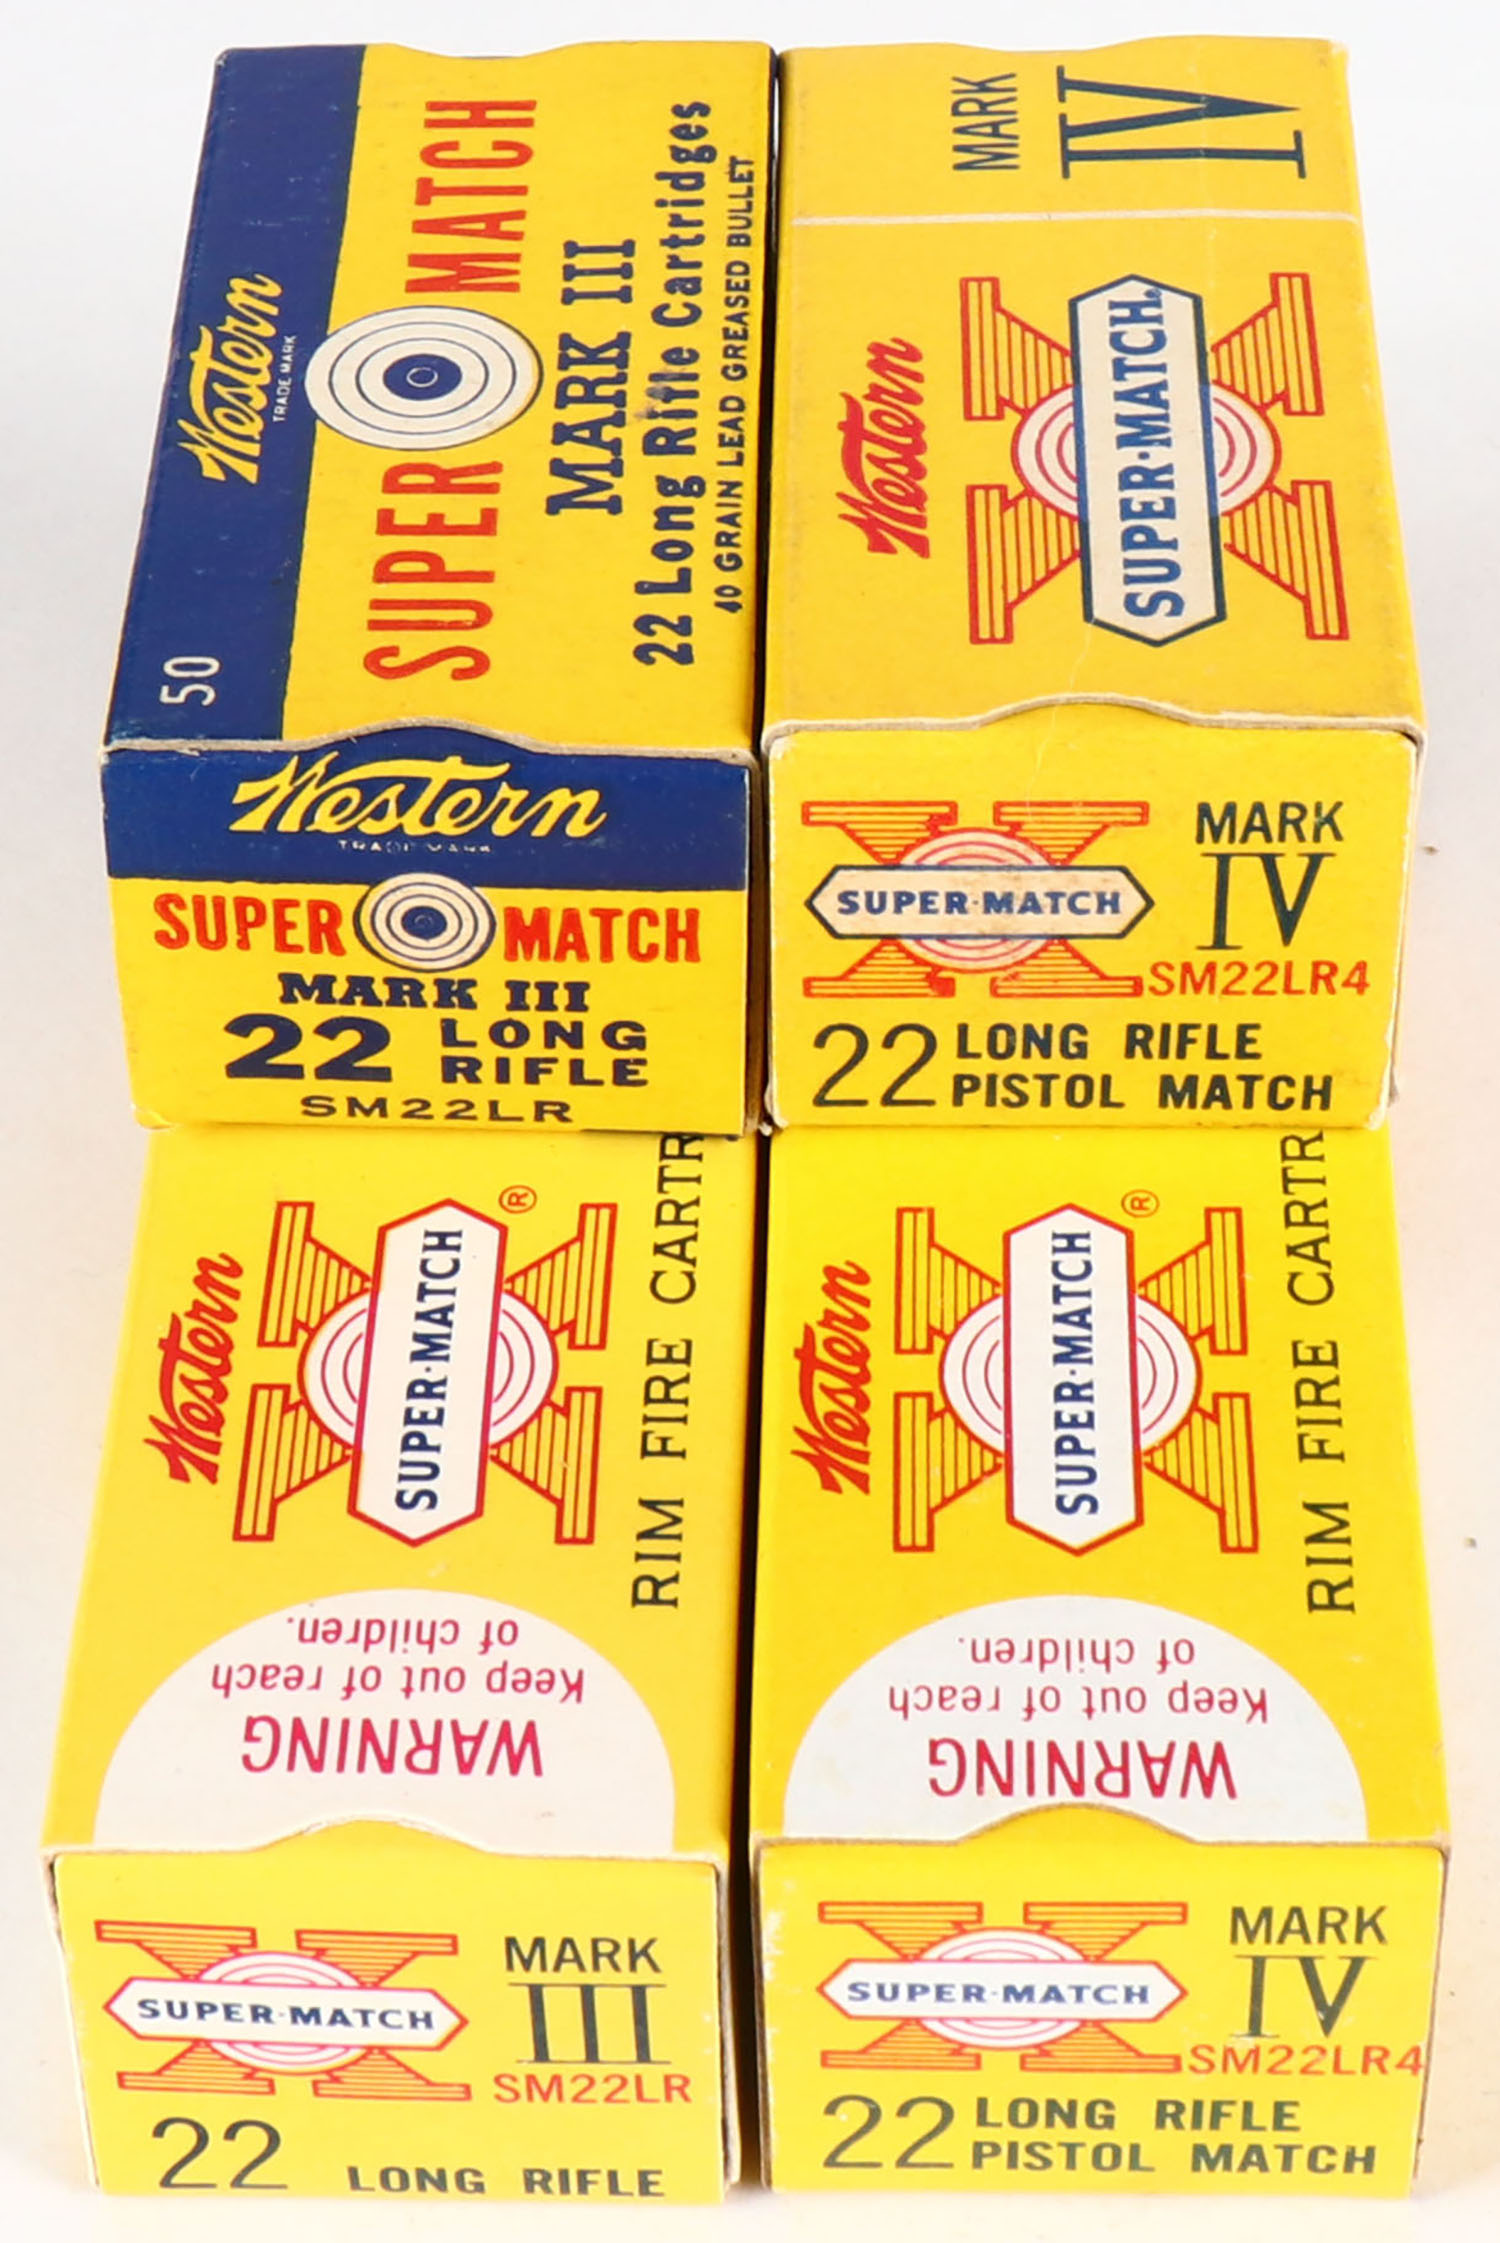 Western
TRADE MARK
50
SUPER MATCH
MARK III
22 Long Rifle Cartridges
40 GRAIN LEAD GREASED BULLET
Western
TRADE MARK
SUPER MATCH
MARK III
22 LONG
RIFLE
SM22LR
MARK
IV
Western
SUPER-MATCH
SUPER-MATCH
MARK
IV
SM22LR4
22 LONG RIFLE
PISTOL MATCH
Western
SUPER-MATCH
®
RIM FIRE CARTR
WARNING
Keep out of reach
of children.
SUPER-MATCH
MARK
III
SM22LR
22 LONG RIFLE
Western
SUPER-MATCH
®
RIM FIRE CARTR
WARNING
Keep out of reach
of children.
SUPER-MATCH
MARK
IV
SM22LR4
22 LONG RIFLE
PISTOL MATCH